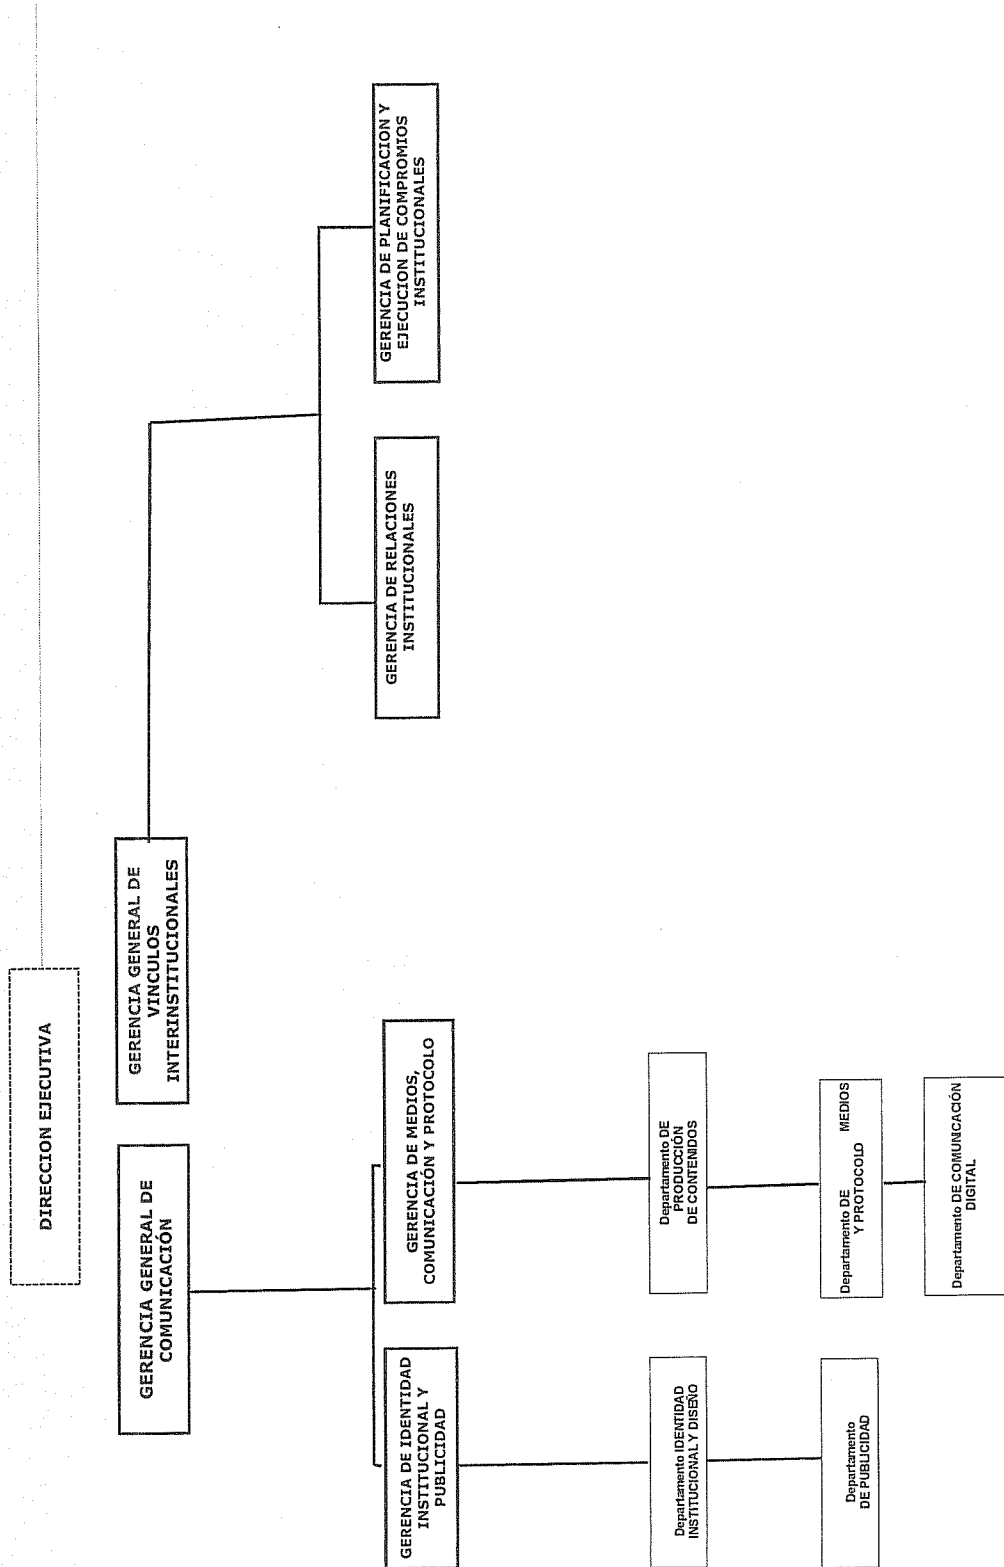 DIRECCION EJECUTIVA
GERENCIA GENERAL DE
COMUNICACIÓN
GERENCIA GENERAL DE
VINCULOS
INTERINSTITUCIONALES
GERENCIA DE IDENTIDAD
INSTITUCIONAL Y
PUBLICIDAD
GERENCIA DE MEDIOS,
COMUNICACIÓN Y PROTOCOLO
GERENCIA DE RELACIONES
INSTITUCIONALES
GERENCIA DE PLANIFICACION Y
EJECUCION DE COMPROMIOS
INSTITUCIONALES
Departamento IDENTIDAD
INSTITUCIONAL Y DISEÑO
Departamento DE
PRODUCCIÓN
DE CONTENIDOS
Departamento
DE PUBLICIDAD
Departamento DE MEDIOS
Y PROTOCOLO
Departamento DE COMUNICACIÓN
DIGITAL